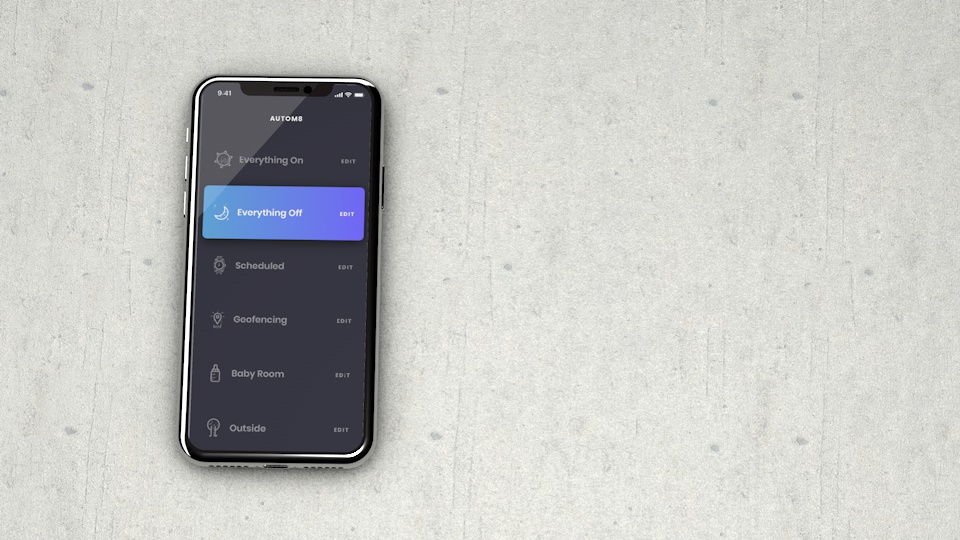 9:41
AUTOM8
Everything On EDIT
Everything Off EDIT
Scheduled EDIT
Geofencing EDIT
Baby Room EDIT
Outside EDIT